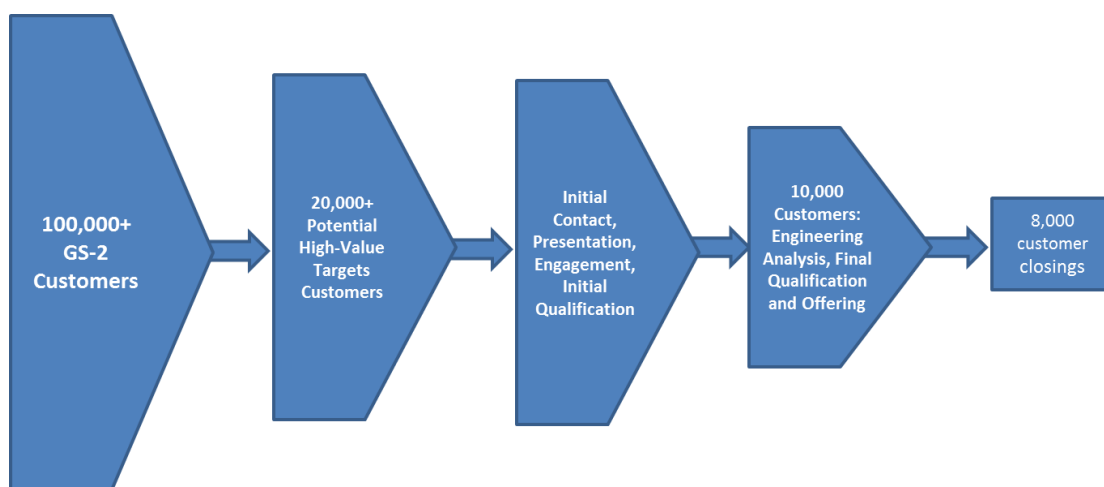 100,000+
GS-2
Customers
20,000+
Potential
High-Value
Targets
Customers
Initial
Contact,
Presentation,
Engagement,
Initial
Qualification
10,000
Customers:
Engineering
Analysis, Final
Qualification
and Offering
8,000
customer
closings